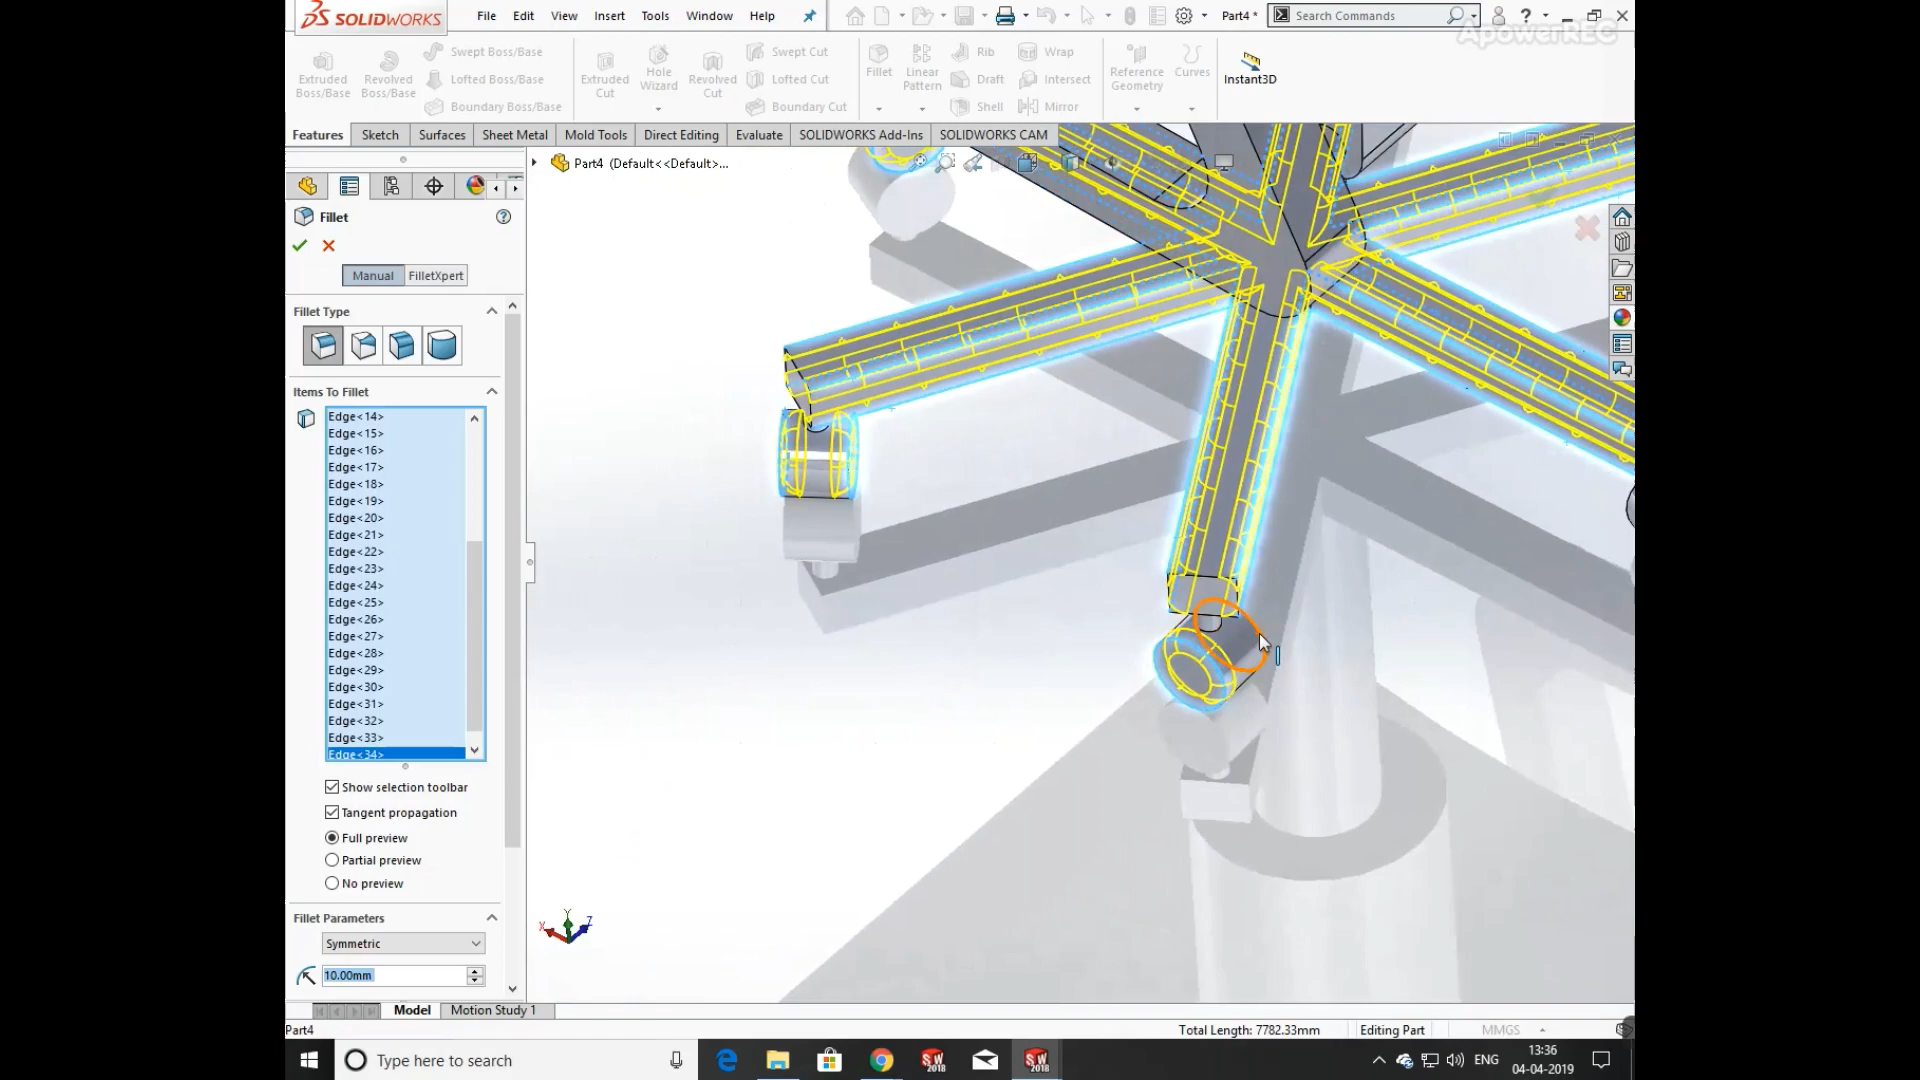 SOLIDWORKS File Edit View Insert Tools Window Help Part4 * Search Commands
ApowerREC
Extruded Boss/Base Revolved Boss/Base Swept Boss/Base Lofted Boss/Base Boundary Boss/Base Extruded Cut Hole Wizard Revolved Cut Swept Cut Lofted Cut Boundary Cut Fillet Linear Pattern Rib Draft Shell Wrap Intersect Mirror Reference Geometry Curves Instant3D
Features Sketch Surfaces Sheet Metal Mold Tools Direct Editing Evaluate SOLIDWORKS Add-Ins SOLIDWORKS CAM
Part4 (Default<<Default>...
Fillet
Manual FilletXpert
Fillet Type
Items To Fillet
Edge<14>
Edge<15>
Edge<16>
Edge<17>
Edge<18>
Edge<19>
Edge<20>
Edge<21>
Edge<22>
Edge<23>
Edge<24>
Edge<25>
Edge<26>
Edge<27>
Edge<28>
Edge<29>
Edge<30>
Edge<31>
Edge<32>
Edge<33>
Edge<34>
Show selection toolbar
Tangent propagation
Full preview
Partial preview
No preview
Fillet Parameters
Symmetric
10.00mm
X Y Z
Model Motion Study 1
Part4 Total Length: 7782.33mm Editing Part MMGS
Type here to search SW 2018 SW 2018 ENG 13:36
04-04-2019